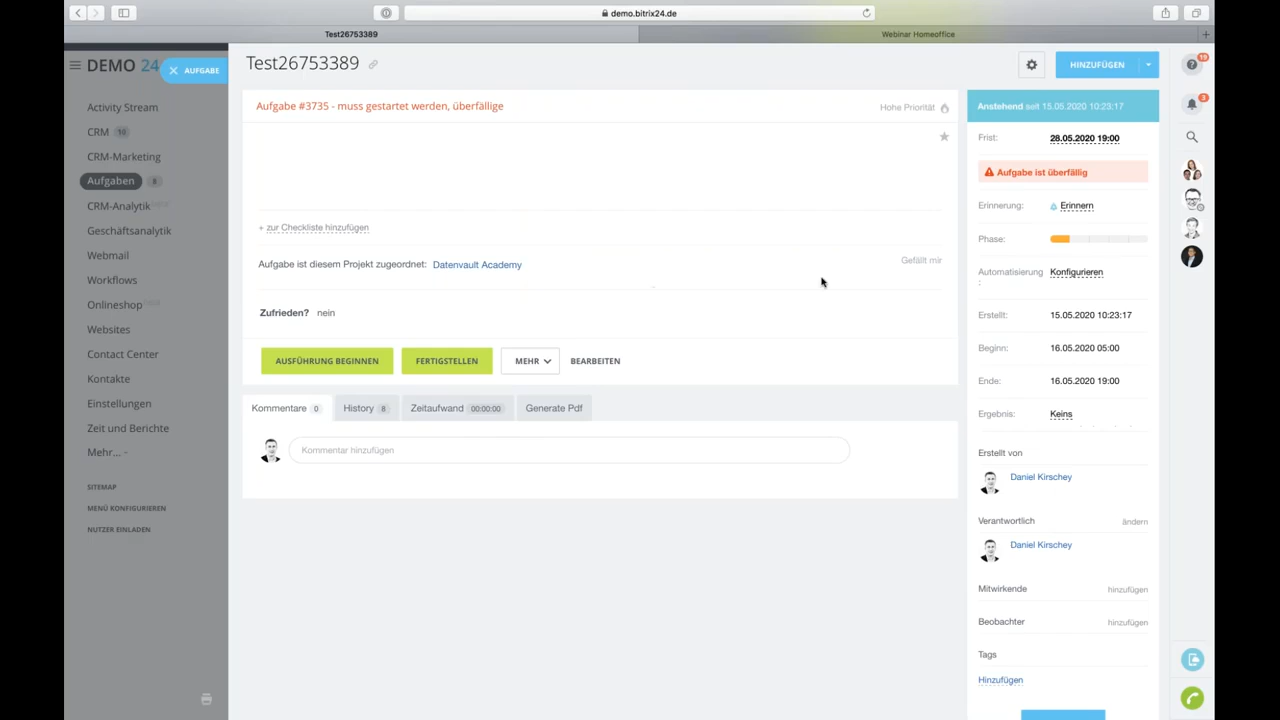 demo.bitrix24.de
Test26753389
Webinar Homeoffice
DEMO 24
AUFGABE
Test26753389
HINZUFÜGEN
19
Aufgabe #3735 - muss gestartet werden, überfällige
Hohe Priorität
Anstehend seit 15.05.2020 10:23:17
3
Activity Stream
CRM 10
CRM-Marketing
Aufgaben 8
CRM-Analytik
Geschäftsanalytik
Webmail
Workflows
Onlineshop
Websites
Contact Center
Kontakte
Einstellungen
Zeit und Berichte
Mehr...
SITEMAP
MENÜ KONFIGURIEREN
NUTZER EINLADEN
+ zur Checkliste hinzufügen
Aufgabe ist diesem Projekt zugeordnet: Datenvault Academy
Gefällt mir
Zufrieden? nein
AUSFÜHRUNG BEGINNEN
FERTIGSTELLEN
MEHR
BEARBEITEN
Kommentare 0
History 8
Zeitaufwand 00:00:00
Generate Pdf
Kommentar hinzufügen
Frist: 28.05.2020 19:00
Aufgabe ist überfällig
Erinnerung: Erinnern
Phase:
Automatisierung Konfigurieren
:
Erstellt: 15.05.2020 10:23:17
Beginn: 16.05.2020 05:00
Ende: 16.05.2020 19:00
Ergebnis: Keins
Erstellt von
Daniel Kirschey
Verantwortlich ändern
Daniel Kirschey
Mitwirkende hinzufügen
Beobachter hinzufügen
Tags
Hinzufügen